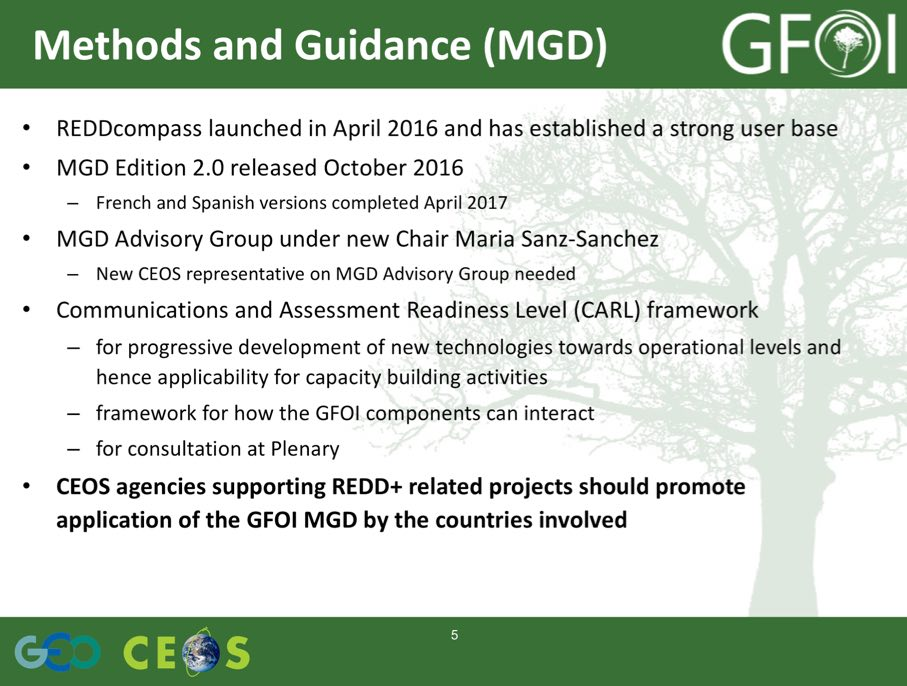 Methods and Guidance (MGD)
GFOI
• REDDcompass launched in April 2016 and has established a strong user base
• MGD Edition 2.0 released October 2016
– French and Spanish versions completed April 2017
• MGD Advisory Group under new Chair Maria Sanz-Sanchez
– New CEOS representative on MGD Advisory Group needed
• Communications and Assessment Readiness Level (CARL) framework
– for progressive development of new technologies towards operational levels and
hence applicability for capacity building activities
– framework for how the GFOI components can interact
– for consultation at Plenary
• CEOS agencies supporting REDD+ related projects should promote
application of the GFOI MGD by the countries involved
5
GEO CEOS